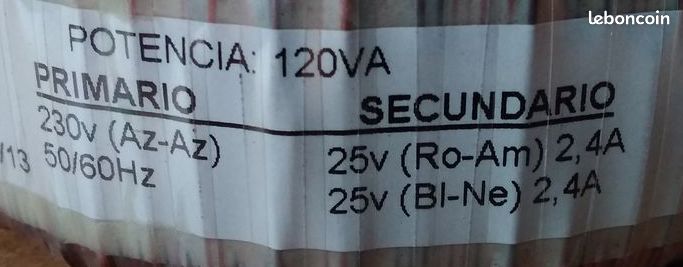 leboncoin
POTENCIA: 120VA
PRIMARIO
230v (Az-Az)
/13 50/60Hz
SECUNDARIO
25v (Ro-Am) 2,4A
25v (Bl-Ne) 2,4A